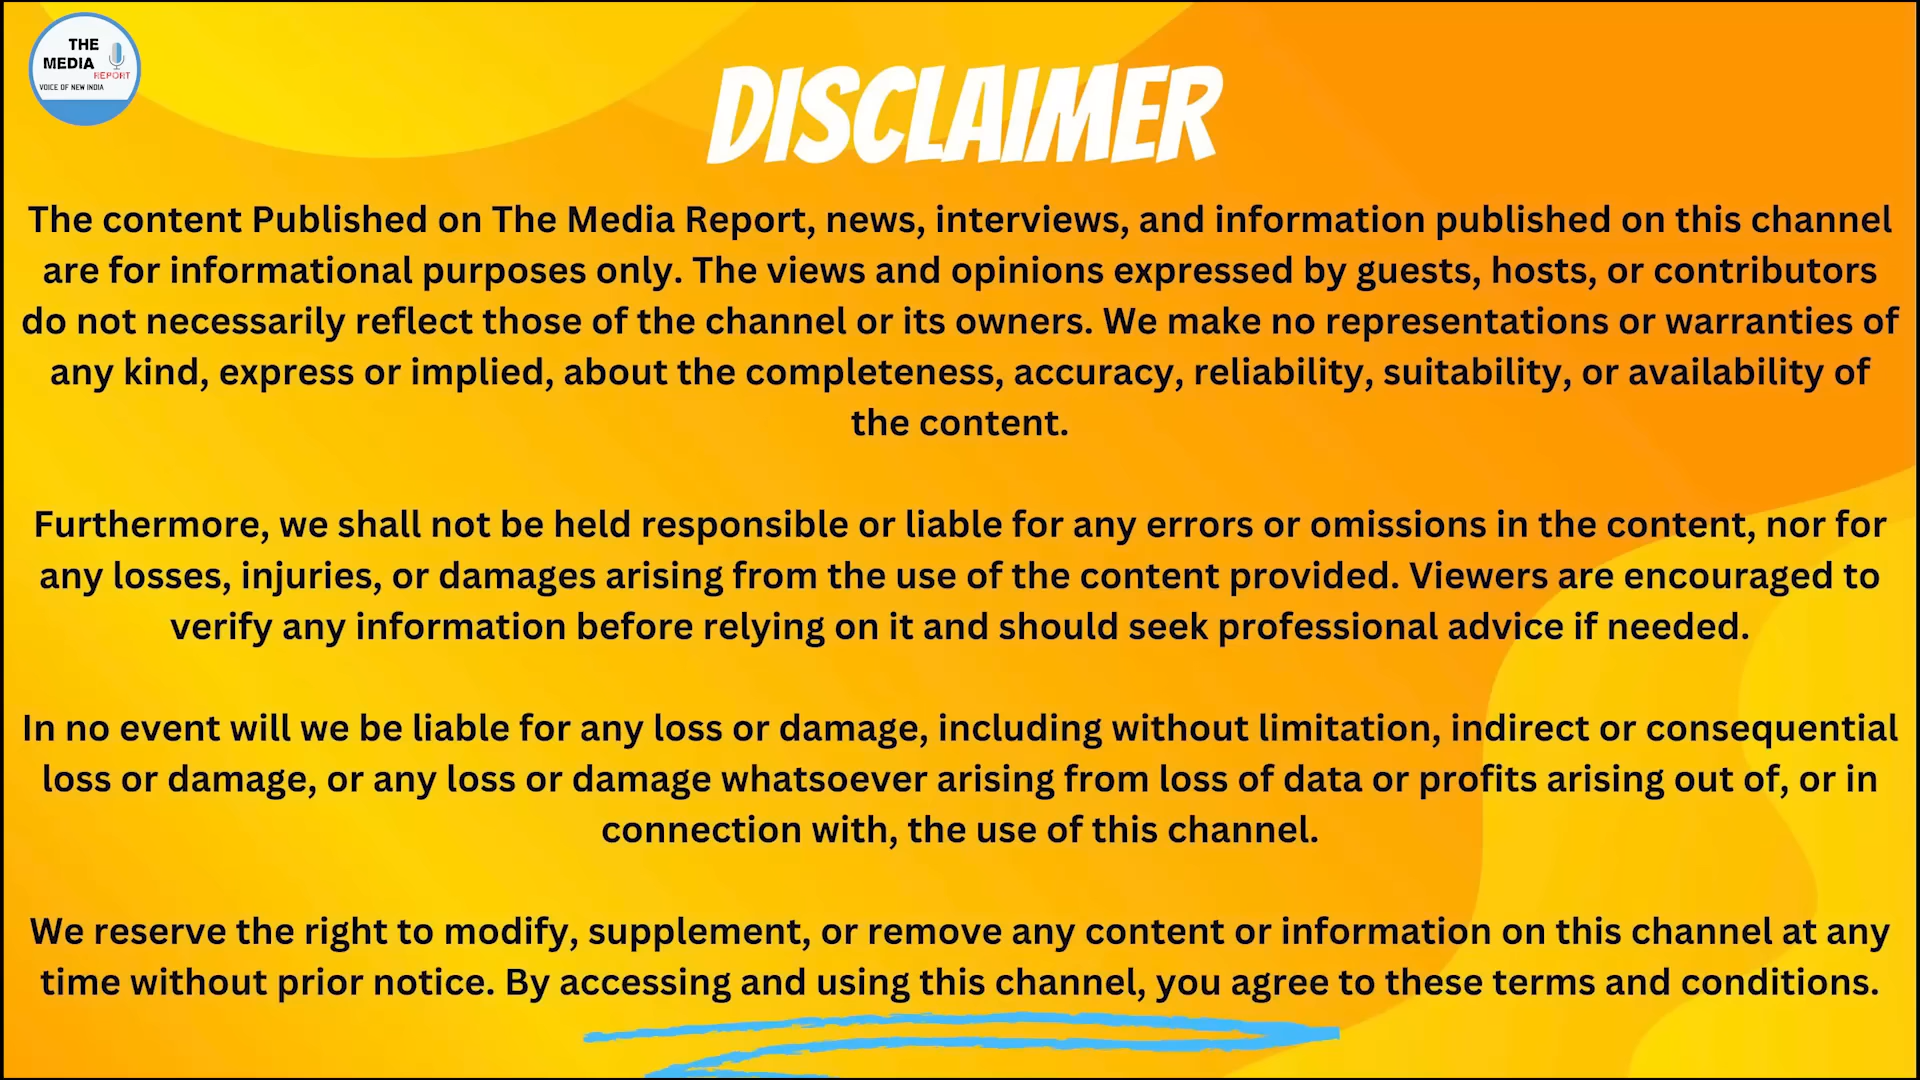 THE
MEDIA
REPORT
VOICE OF NEW INDIA
DISCLAIMER
The content Published on The Media Report, news, interviews, and information published on this channel
are for informational purposes only. The views and opinions expressed by guests, hosts, or contributors
do not necessarily reflect those of the channel or its owners. We make no representations or warranties of
any kind, express or implied, about the completeness, accuracy, reliability, suitability, or availability of
the content.
Furthermore, we shall not be held responsible or liable for any errors or omissions in the content, nor for
any losses, injuries, or damages arising from the use of the content provided. Viewers are encouraged to
verify any information before relying on it and should seek professional advice if needed.
In no event will we be liable for any loss or damage, including without limitation, indirect or consequential
loss or damage, or any loss or damage whatsoever arising from loss of data or profits arising out of, or in
connection with, the use of this channel.
We reserve the right to modify, supplement, or remove any content or information on this channel at any
time without prior notice. By accessing and using this channel, you agree to these terms and conditions.